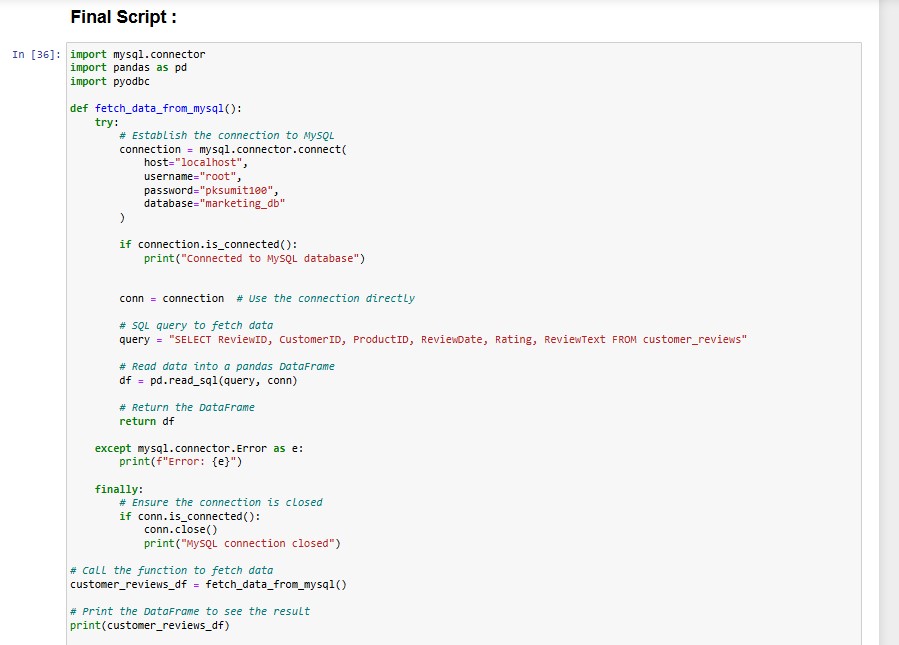 Final Script :
In [36]: import mysql.connector
import pandas as pd
import pyodbc
def fetch_data_from_mysql():
    try:
        # Establish the connection to MySQL
        connection = mysql.connector.connect(
            host="localhost",
            username="root",
            password="pksumit100",
            database="marketing_db"
        )
        if connection.is_connected():
            print("Connected to MySQL database")
        conn = connection  # Use the connection directly
        # SQL query to fetch data
        query = "SELECT ReviewID, CustomerID, ProductID, ReviewDate, Rating, ReviewText FROM customer_reviews"
        # Read data into a pandas DataFrame
        df = pd.read_sql(query, conn)
        # Return the DataFrame
        return df
    except mysql.connector.Error as e:
        print(f"Error: {e}")
    finally:
        # Ensure the connection is closed
        if conn.is_connected():
            conn.close()
            print("MySQL connection closed")
# Call the function to fetch data
customer_reviews_df = fetch_data_from_mysql()
# Print the DataFrame to see the result
print(customer_reviews_df)